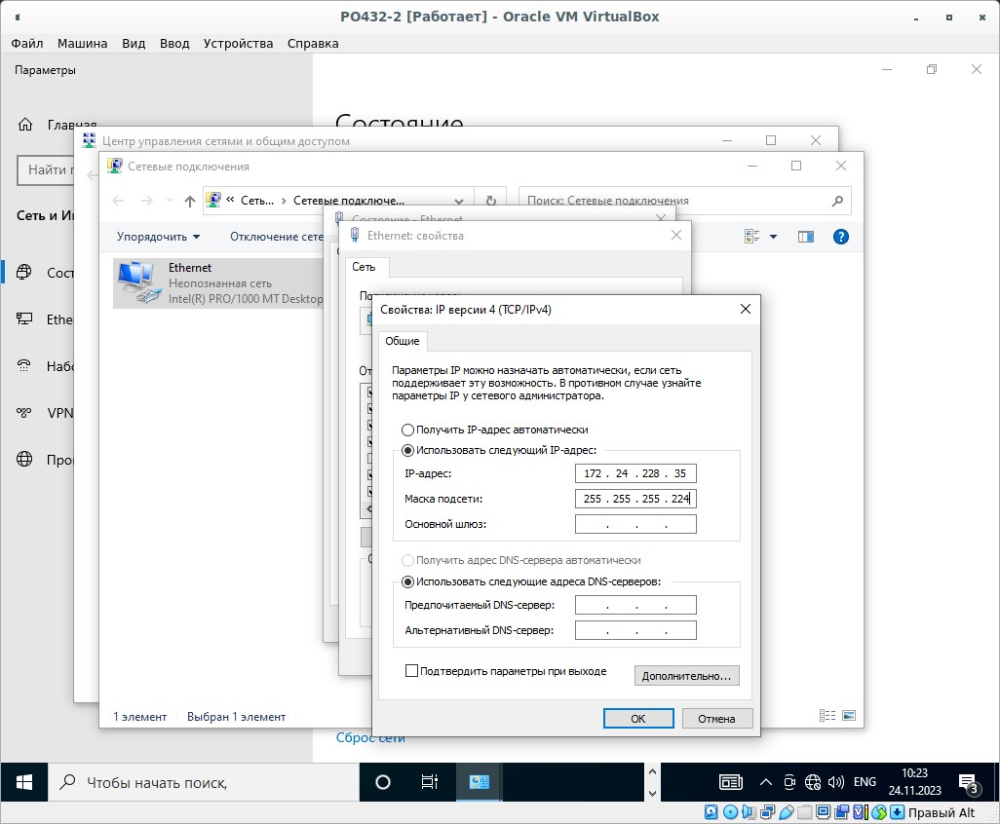 PO432-2 [Работает] - Oracle VM VirtualBox
Файл Машина Вид Ввод Устройства Справка
Параметры
Состояние
Главная
Центр управления сетями и общим доступом
Сетевые подключения
Найти
« Сеть... › Сетевые подключе...
Поиск: Сетевые подключения
Сеть и
Состояние - Ethernet
Упорядочить
Отключение сете
Ethernet: свойства
Сеть
Ethernet
Неопознанная сеть
Intel(R) PRO/1000 MT Desktop
Сост
Ethe
Набо
VPN
Про
От
Свойства: IP версии 4 (TCP/IPv4)
Общие
Параметры IP можно назначать автоматически, если сеть
поддерживает эту возможность. В противном случае узнайте
параметры IP у сетевого администратора.
Получить IP-адрес автоматически
Использовать следующий IP-адрес:
IP-адрес: 172 . 24 . 228 . 35
Маска подсети: 255 . 255 . 255 . 224
Основной шлюз: . . .
Получить адрес DNS-сервера автоматически
Использовать следующие адреса DNS-серверов:
Предпочитаемый DNS-сервер: . . .
Альтернативный DNS-сервер: . . .
Подтвердить параметры при выходе
Дополнительно...
ОК Отмена
1 элемент Выбран 1 элемент
Сброс сети
Чтобы начать поиск,
ENG
10:23
24.11.2023
3
Правый Alt